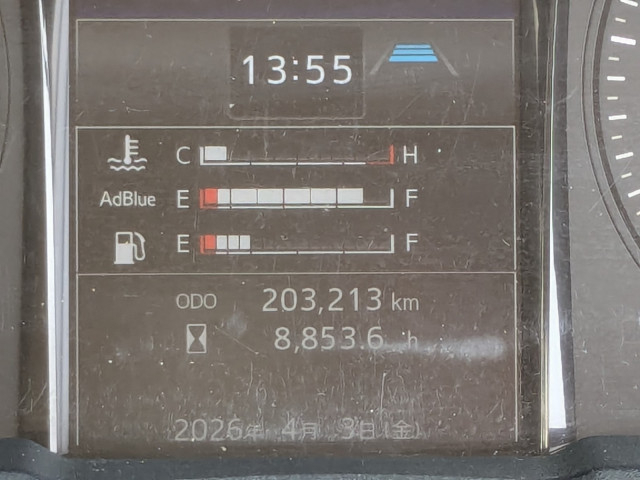 13:55
C H
AdBlue E F
E F
ODO 203,213 km
8,853.6 h
2026年 4月 3日(金)